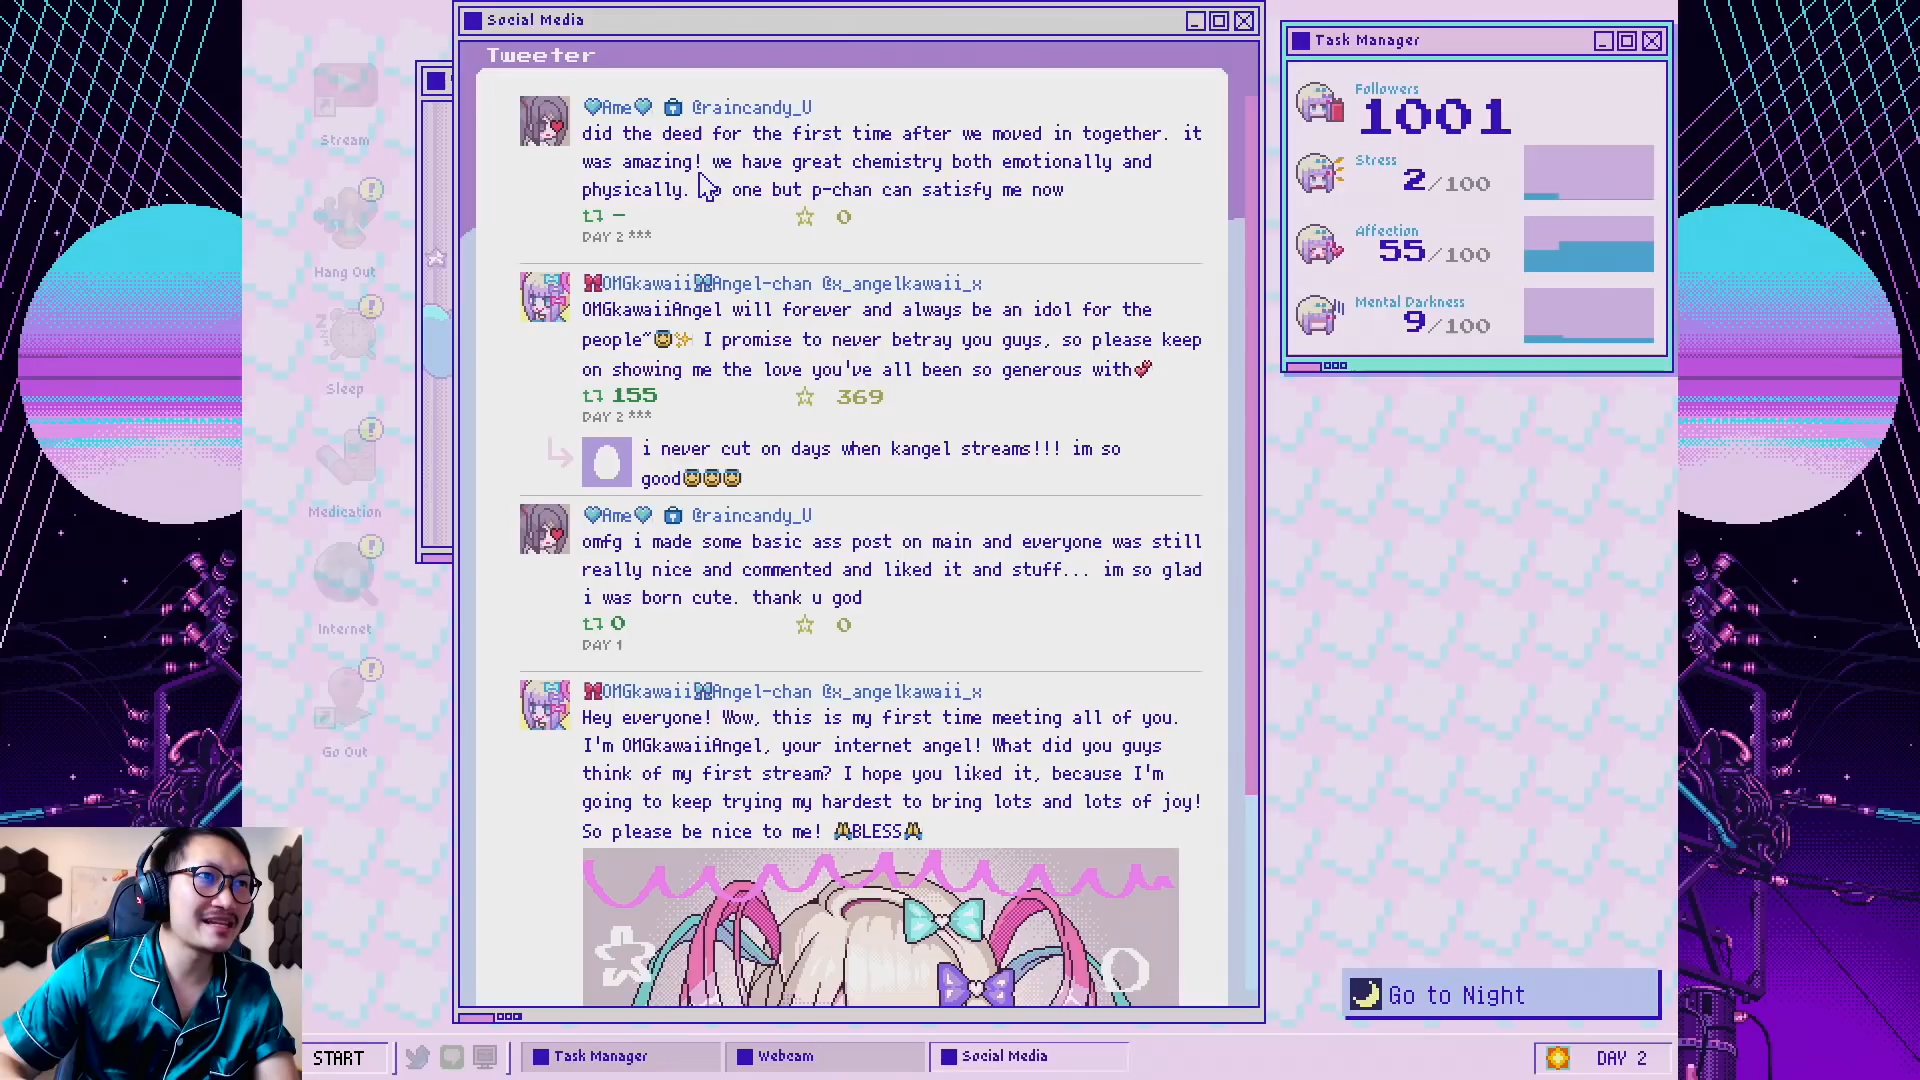 Social Media
Tweeter
Ame @raincandy_U
did the deed for the first time after we moved in together. it
was amazing! we have great chemistry both emotionally and
physically. one but p-chan can satisfy me now
— 0
DAY 2 ***
OMGkawaiiAngel-chan @x_angelkawaii_x
OMGkawaiiAngel will forever and always be an idol for the
people~ I promise to never betray you guys, so please keep
on showing me the love you've all been so generous with
155 369
DAY 2 ***
i never cut on days when kangel streams!!! im so
good
Ame @raincandy_U
omfg i made some basic ass post on main and everyone was still
really nice and commented and liked it and stuff... im so glad
i was born cute. thank u god
0 0
DAY 1
OMGkawaiiAngel-chan @x_angelkawaii_x
Hey everyone! Wow, this is my first time meeting all of you.
I'm OMGkawaiiAngel, your internet angel! What did you guys
think of my first stream? I hope you liked it, because I'm
going to keep trying my hardest to bring lots and lots of joy!
So please be nice to me! BLESS
Stream
Hang Out
Sleep
Medication
Internet
Go Out
Task Manager
Followers
1001
Stress
2/100
Affection
55/100
Mental Darkness
9/100
Go to Night
START
Task Manager
Webcam
Social Media
DAY 2